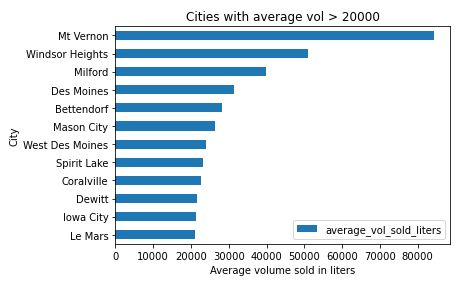 Cities with average vol > 20000
City
Mt Vernon
Windsor Heights
Milford
Des Moines
Bettendorf
Mason City
West Des Moines
Spirit Lake
Coralville
Dewitt
Iowa City
Le Mars
average_vol_sold_liters
0 10000 20000 30000 40000 50000 60000 70000 80000
Average volume sold in liters